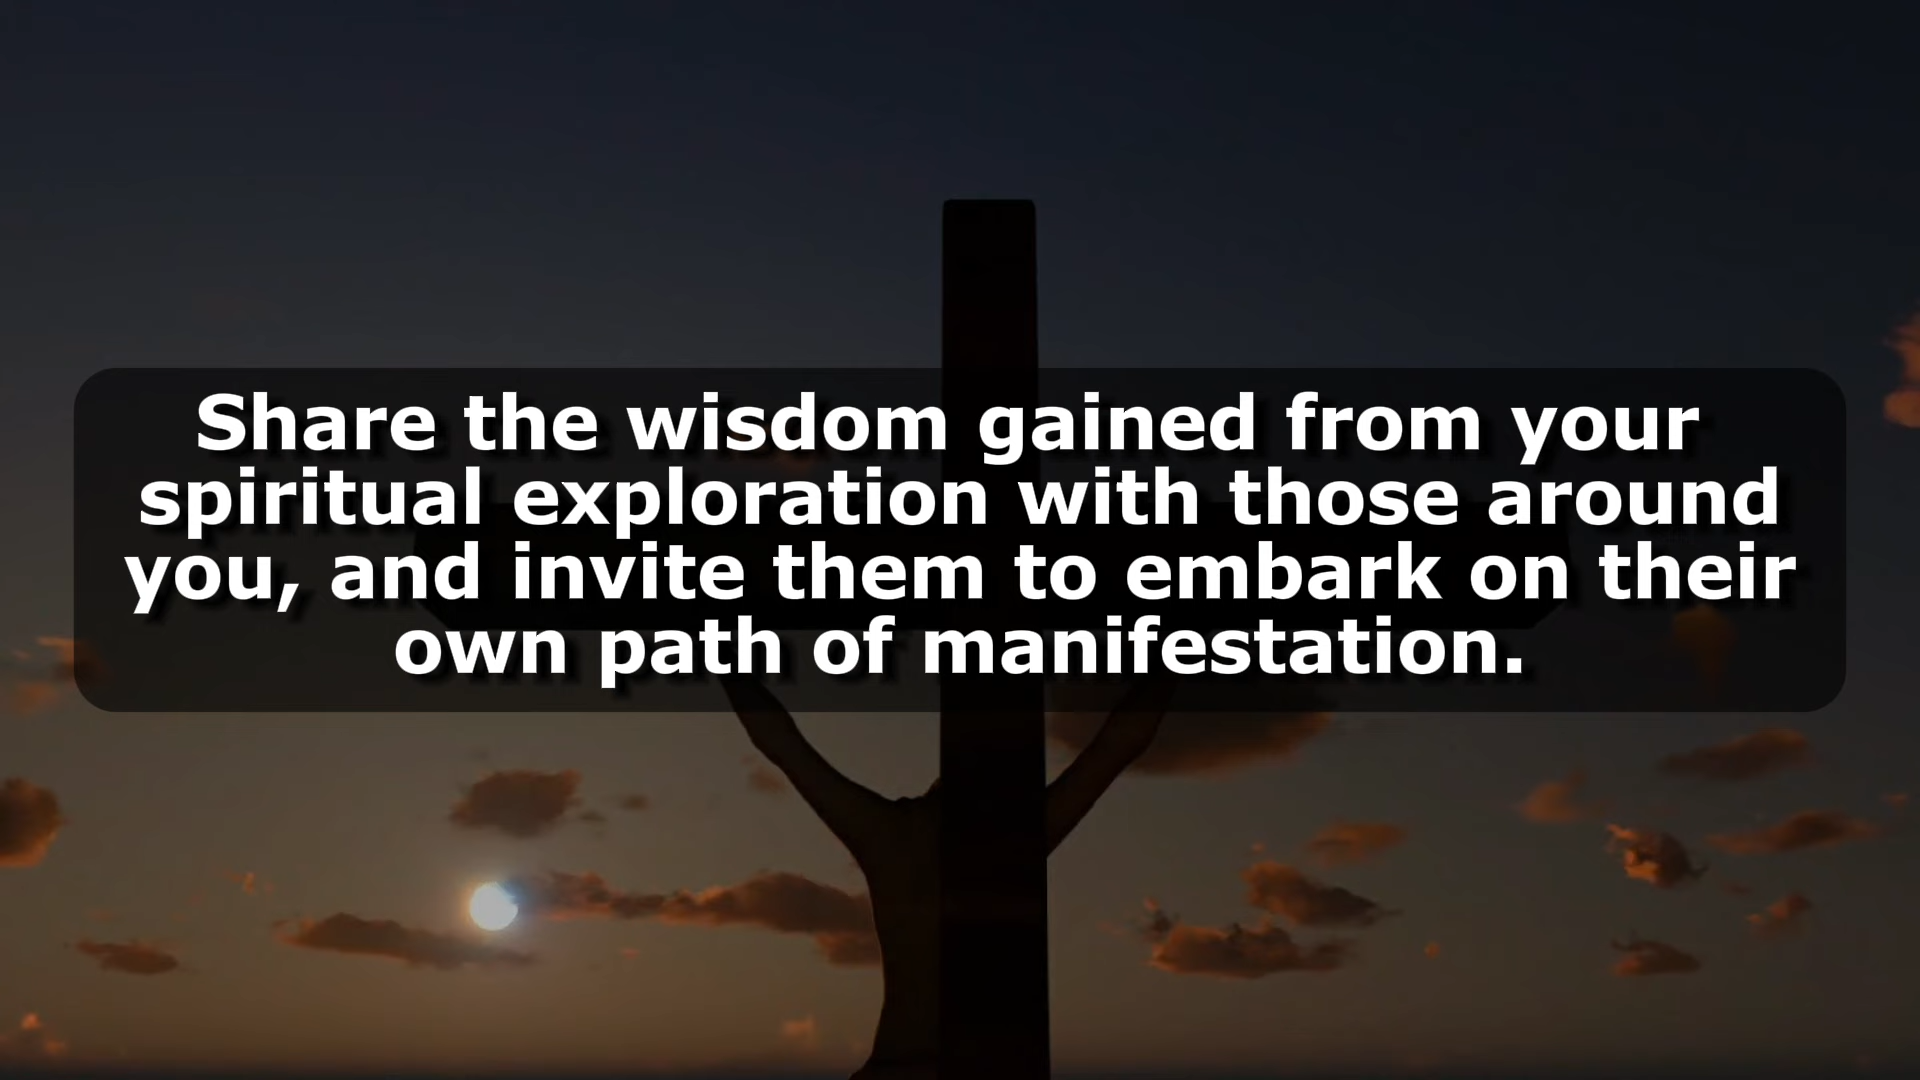 Share the wisdom gained from your
spiritual exploration with those around
you, and invite them to embark on their
own path of manifestation.